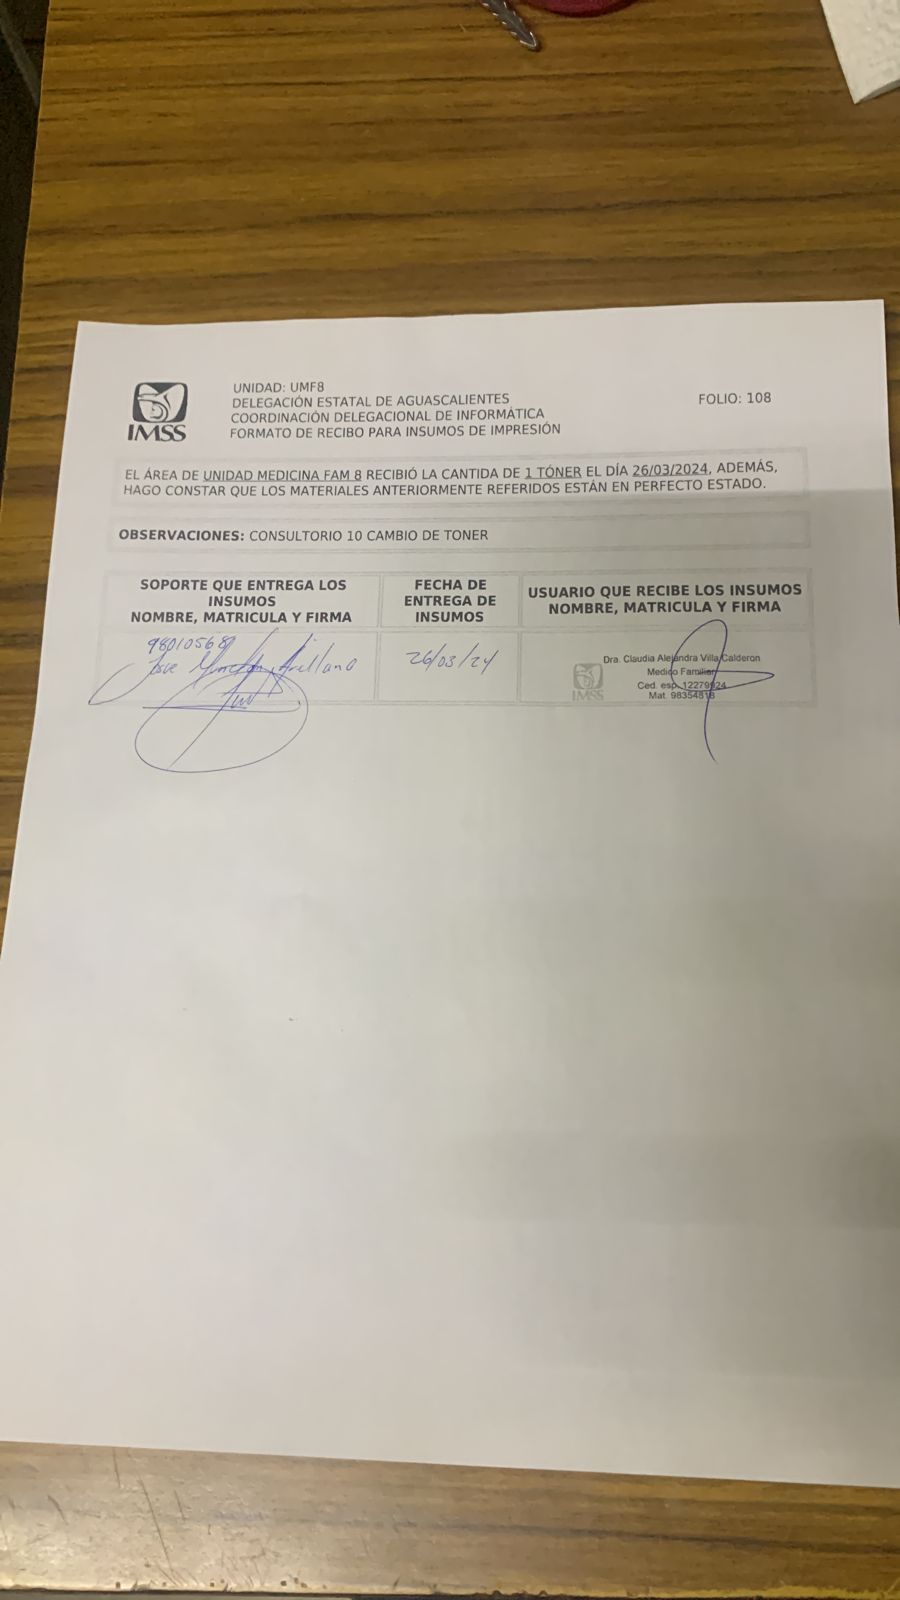 UNIDAD: UMF8
DELEGACIÓN ESTATAL DE AGUASCALIENTES
COORDINACIÓN DELEGACIONAL DE INFORMÁTICA
FORMATO DE RECIBO PARA INSUMOS DE IMPRESIÓN
FOLIO: 108
IMSS
EL ÁREA DE UNIDAD MEDICINA FAM 8 RECIBIÓ LA CANTIDA DE 1 TÓNER EL DÍA 26/03/2024, ADEMÁS,
HAGO CONSTAR QUE LOS MATERIALES ANTERIORMENTE REFERIDOS ESTÁN EN PERFECTO ESTADO.
OBSERVACIONES: CONSULTORIO 10 CAMBIO DE TONER
SOPORTE QUE ENTREGA LOS
INSUMOS
NOMBRE, MATRICULA Y FIRMA
FECHA DE
ENTREGA DE
INSUMOS
USUARIO QUE RECIBE LOS INSUMOS
NOMBRE, MATRICULA Y FIRMA
Jose Arellano
26/03/24
IMSS
Dra. Claudia Alejandra Villa Calderon
Medico Familiar
Ced. esp.
Mat.